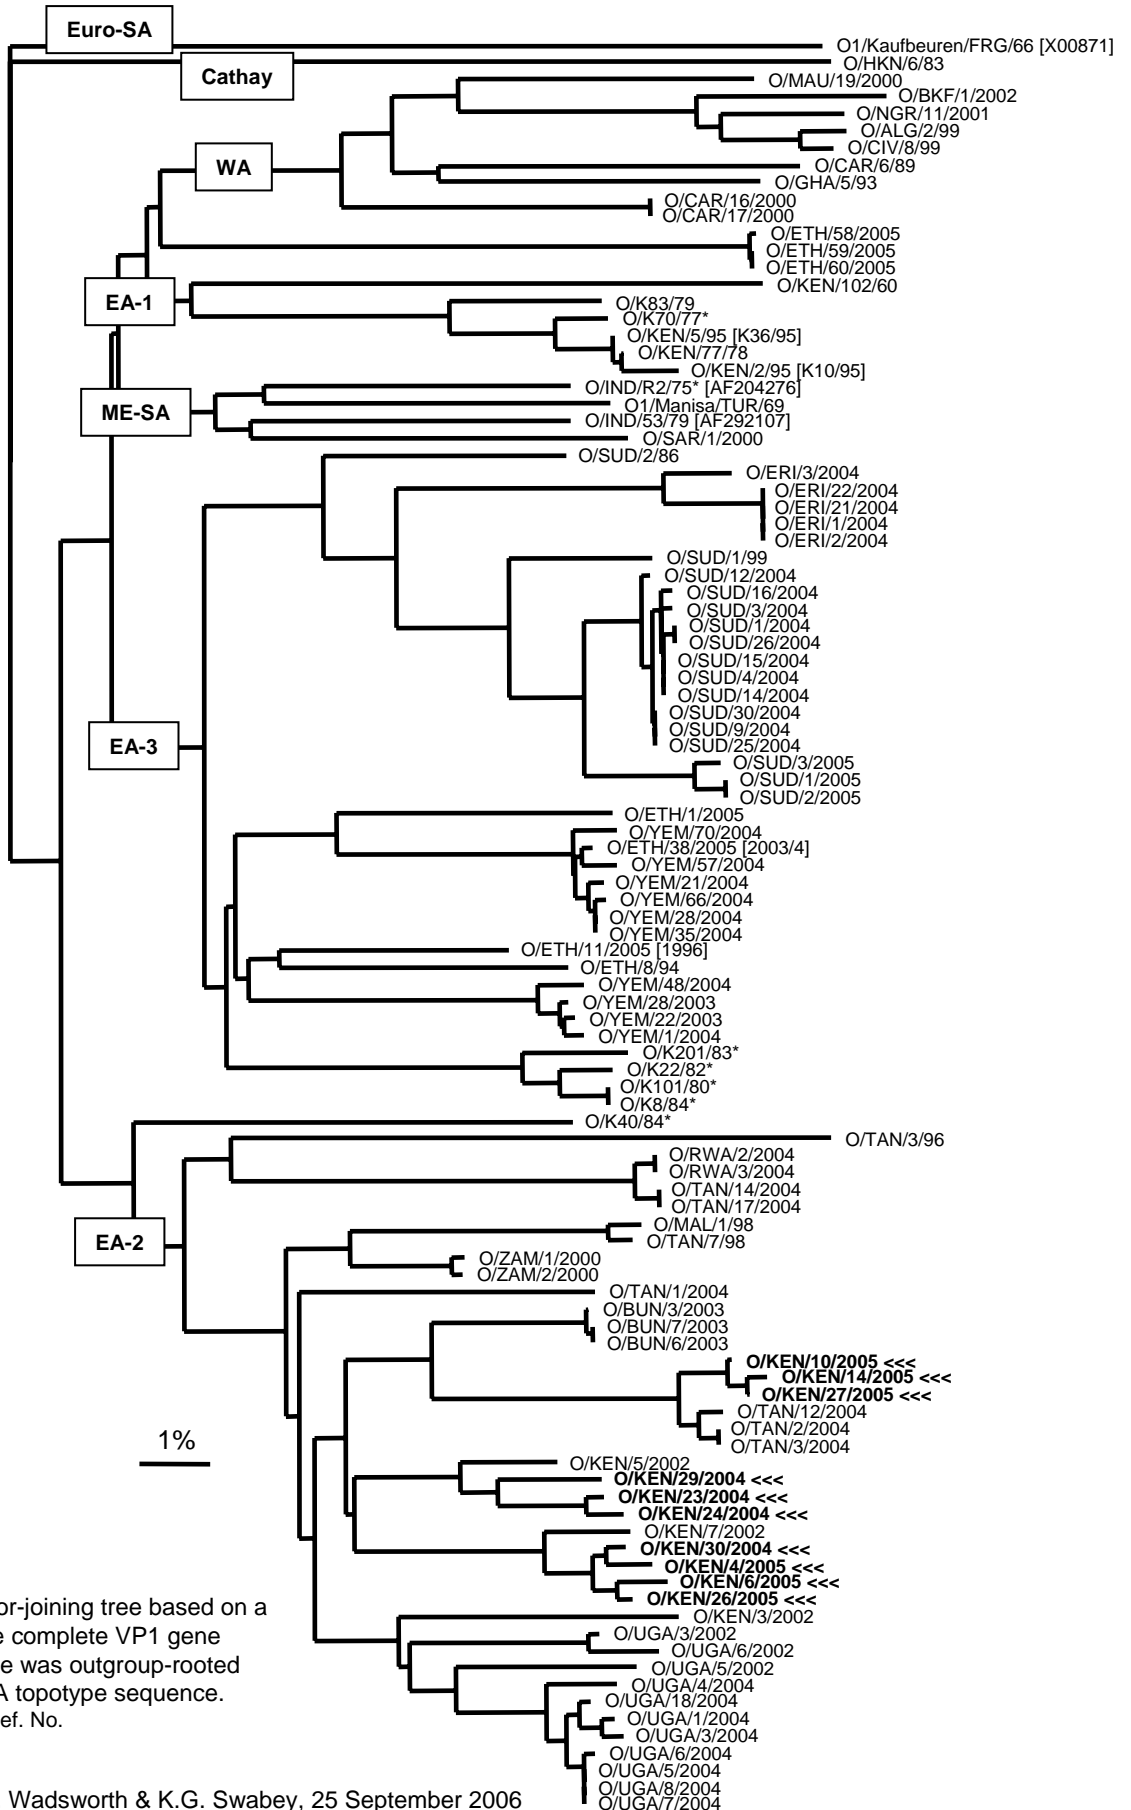 Euro-SA
O1/Kaufbeuren/FRG/66 [X00871]
Cathay
O/HKN/6/83
O/MAU/19/2000
O/BKF/1/2002
O/NGR/11/2001
O/ALG/2/99
O/CIV/8/99
WA
O/CAR/6/89
O/GHA/5/93
O/CAR/16/2000
O/CAR/17/2000
O/ETH/58/2005
O/ETH/59/2005
O/ETH/60/2005
O/KEN/102/60
EA-1
O/K83/79
O/K70/77*
O/KEN/5/95 [K36/95]
O/KEN/77/78
O/KEN/2/95 [K10/95]
O/IND/R2/75* [AF204276]
ME-SA
O1/Manisa/TUR/69
O/IND/53/79 [AF292107]
O/SAR/1/2000
O/SUD/2/86
O/ERI/3/2004
O/ERI/22/2004
O/ERI/21/2004
O/ERI/1/2004
O/ERI/2/2004
O/SUD/1/99
O/SUD/12/2004
O/SUD/16/2004
O/SUD/3/2004
O/SUD/1/2004
O/SUD/26/2004
O/SUD/15/2004
O/SUD/4/2004
O/SUD/14/2004
O/SUD/30/2004
O/SUD/9/2004
O/SUD/25/2004
EA-3
O/SUD/3/2005
O/SUD/1/2005
O/SUD/2/2005
O/ETH/1/2005
O/YEM/70/2004
O/ETH/38/2005 [2003/4]
O/YEM/57/2004
O/YEM/21/2004
O/YEM/66/2004
O/YEM/28/2004
O/YEM/35/2004
O/ETH/11/2005 [1996]
O/ETH/8/94
O/YEM/48/2004
O/YEM/28/2003
O/YEM/22/2003
O/YEM/1/2004
O/K201/83*
O/K22/82*
O/K101/80*
O/K8/84*
O/K40/84*
O/TAN/3/96
O/RWA/2/2004
O/RWA/3/2004
O/TAN/14/2004
O/TAN/17/2004
O/MAL/1/98
EA-2
O/TAN/7/98
O/ZAM/1/2000
O/ZAM/2/2000
O/TAN/1/2004
O/BUN/3/2003
O/BUN/7/2003
O/BUN/6/2003
O/KEN/10/2005 <<<
O/KEN/14/2005 <<<
O/KEN/27/2005 <<<
O/TAN/12/2004
O/TAN/2/2004
O/TAN/3/2004
1%
O/KEN/5/2002
O/KEN/29/2004 <<<
O/KEN/23/2004 <<<
O/KEN/24/2004 <<<
O/KEN/7/2002
O/KEN/30/2004 <<<
O/KEN/4/2005 <<<
O/KEN/6/2005 <<<
O/KEN/26/2005 <<<
O/KEN/3/2002
O/UGA/3/2002
O/UGA/6/2002
O/UGA/5/2002
O/UGA/4/2004
O/UGA/18/2004
O/UGA/1/2004
O/UGA/3/2004
O/UGA/6/2004
O/UGA/5/2004
O/UGA/8/2004
O/UGA/7/2004
or-joining tree based on a
e complete VP1 gene
e was outgroup-rooted
A topotype sequence.
ef. No.
Wadsworth & K.G. Swabey, 25 September 2006